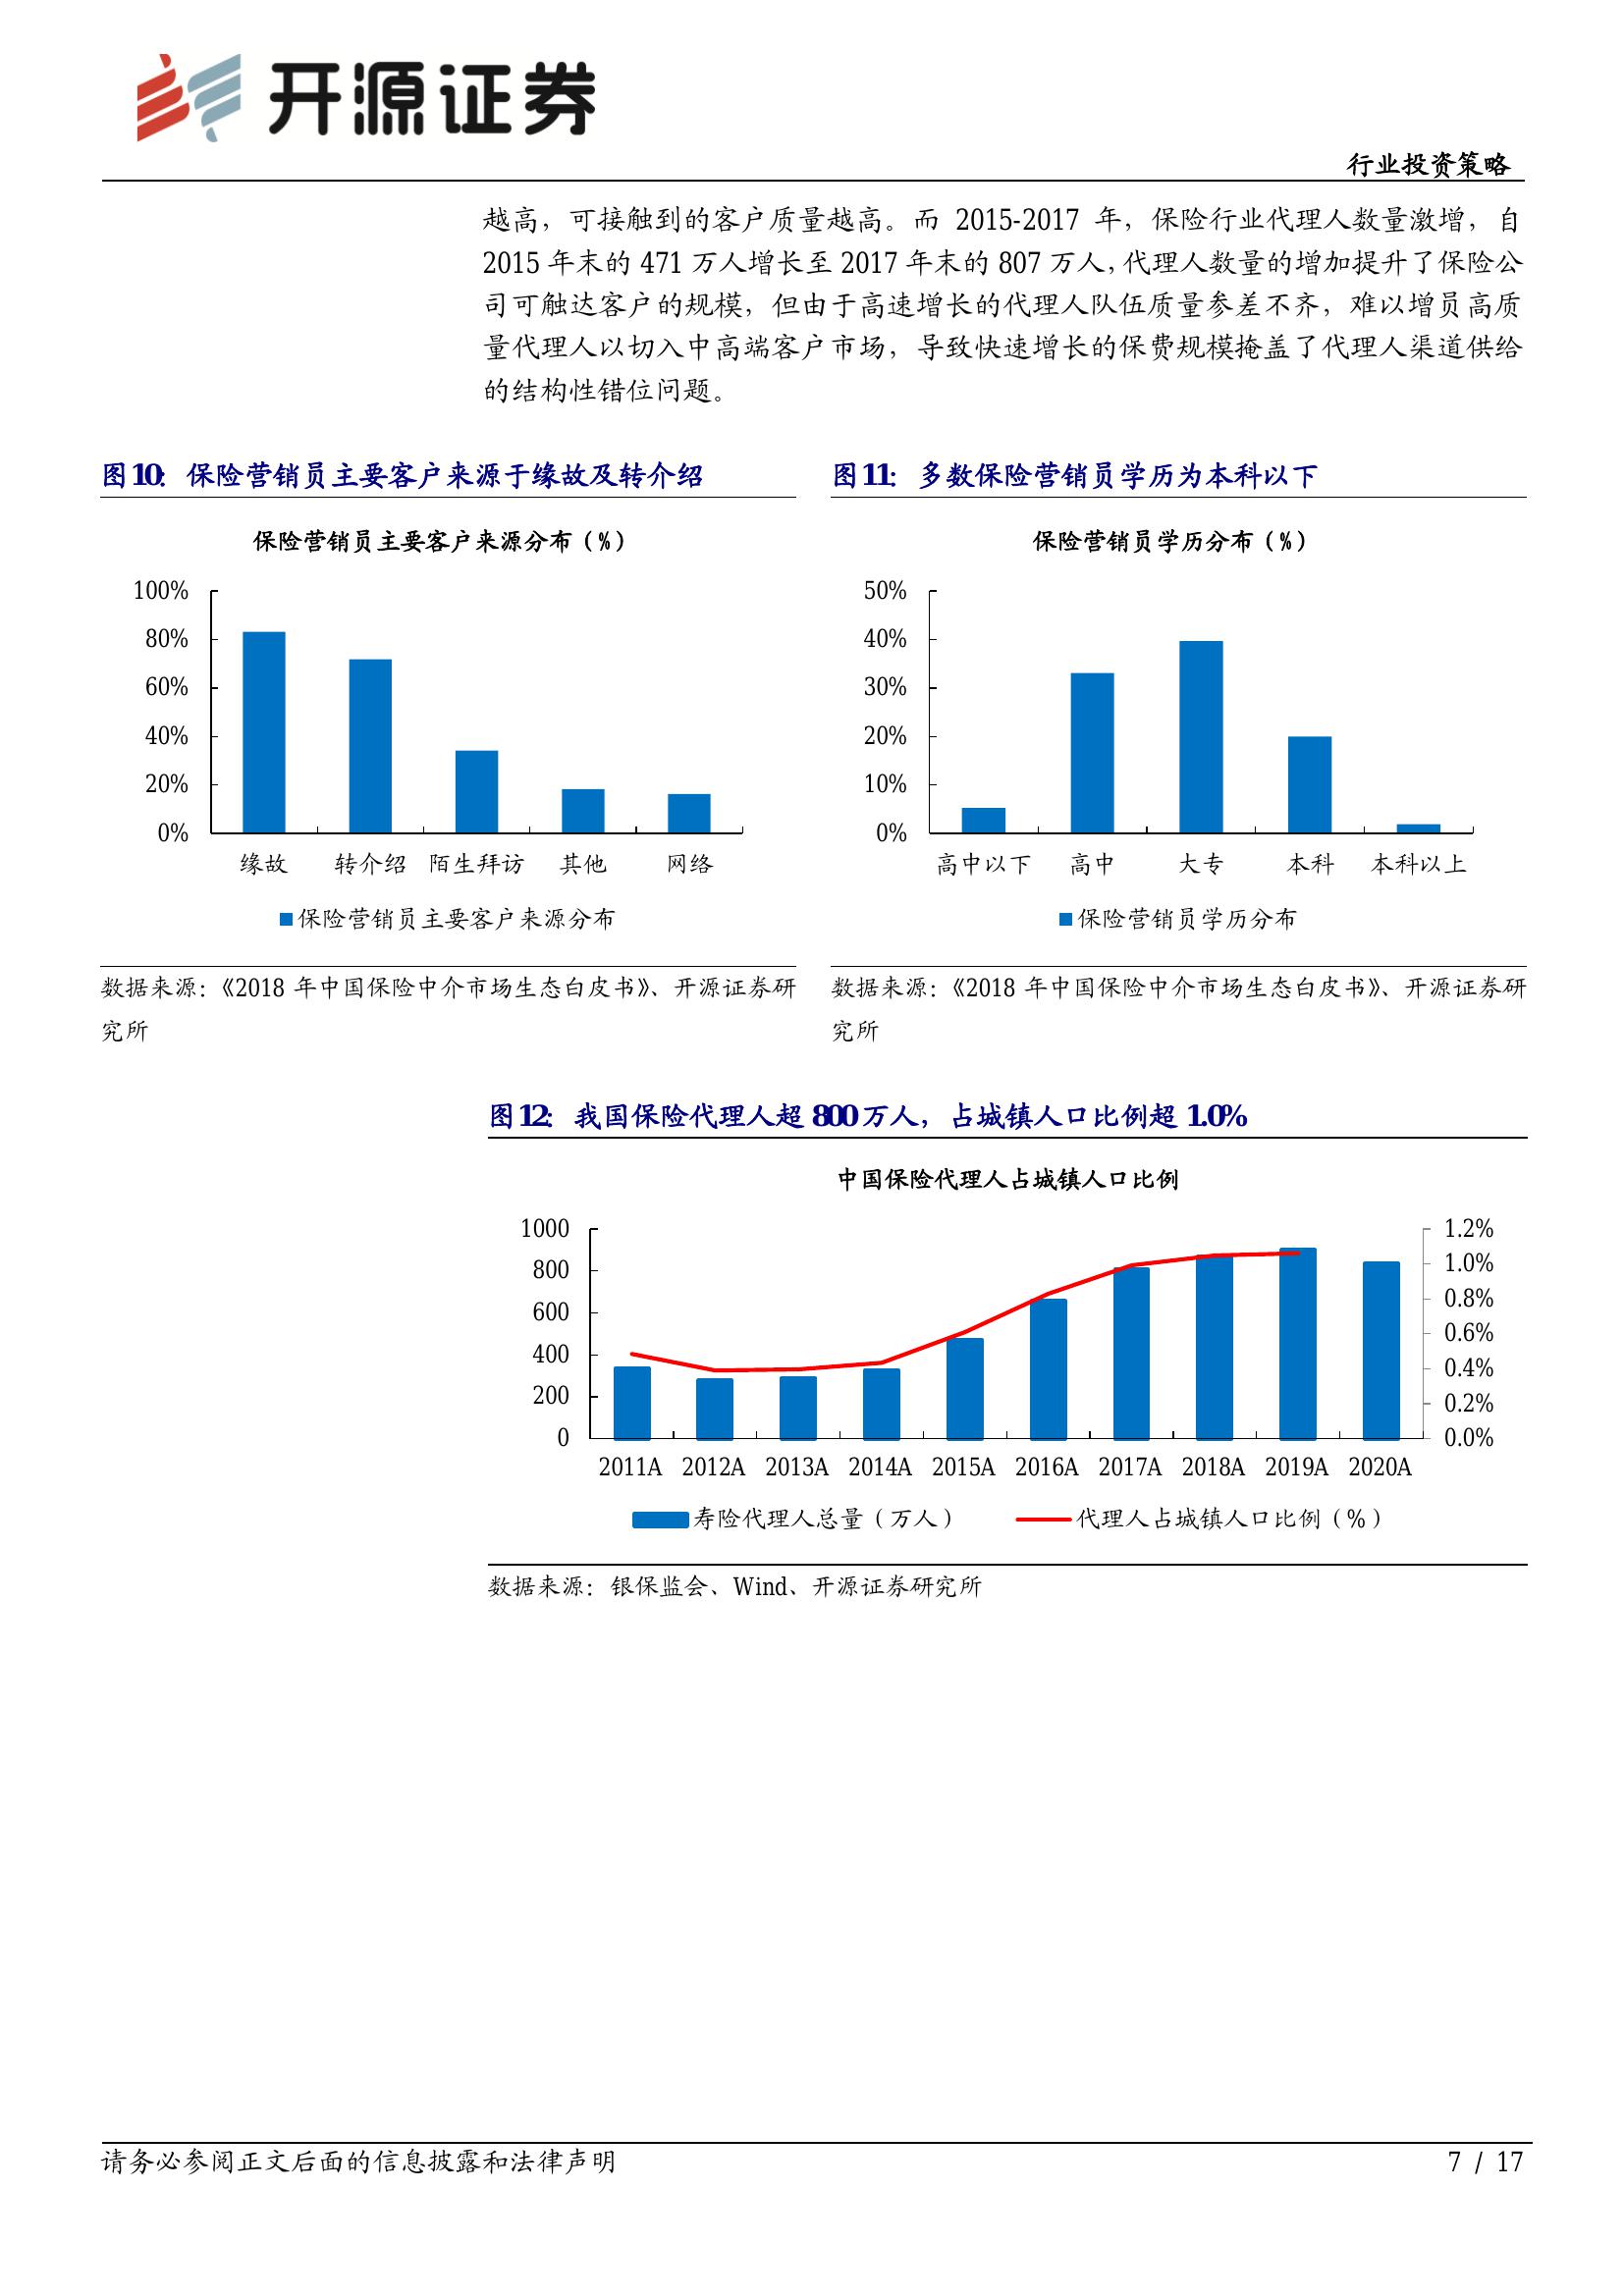 开源证券
行业投资策略
越高，可接触到的客户质量越高。而 2015-2017 年，保险行业代理人数量激增，自
2015 年末的 471 万人增长至 2017 年末的 807 万人，代理人数量的增加提升了保险公
司可触达客户的规模，但由于高速增长的代理人队伍质量参差不齐，难以增员高质
量代理人以切入中高端客户市场，导致快速增长的保费规模掩盖了代理人渠道供给
的结构性错位问题。
图10：保险营销员主要客户来源于缘故及转介绍
保险营销员主要客户来源分布（%）
100%
80%
60%
40%
20%
0%
缘故 转介绍 陌生拜访 其他 网络
保险营销员主要客户来源分布
数据来源：《2018 年中国保险中介市场生态白皮书》、开源证券研
究所
图11：多数保险营销员学历为本科以下
保险营销员学历分布（%）
50%
40%
30%
20%
10%
0%
高中以下 高中 大专 本科 本科以上
保险营销员学历分布
数据来源：《2018 年中国保险中介市场生态白皮书》、开源证券研
究所
图12：我国保险代理人超 800 万人，占城镇人口比例超 1.0%
中国保险代理人占城镇人口比例
1000 1.2%
800 1.0%
600 0.8%
400 0.6%
200 0.4%
0 0.2%
0.0%
2011A 2012A 2013A 2014A 2015A 2016A 2017A 2018A 2019A 2020A
寿险代理人总量（万人） 代理人占城镇人口比例（%）
数据来源：银保监会、Wind、开源证券研究所
请务必参阅正文后面的信息披露和法律声明 7 / 17